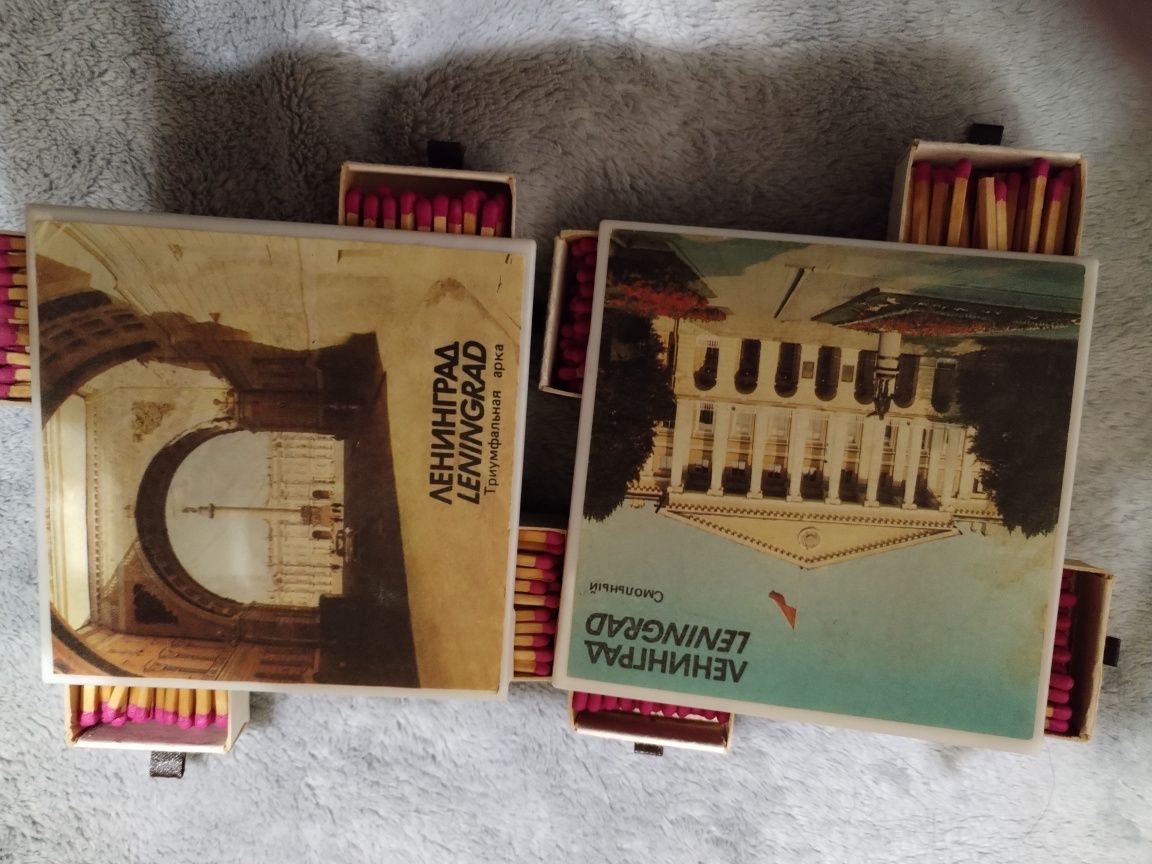 ЛЕНИНГРАД
LENINGRAD
Триумфальная арка
ЛЕНИНГРАД
LENINGRAD
Смольный